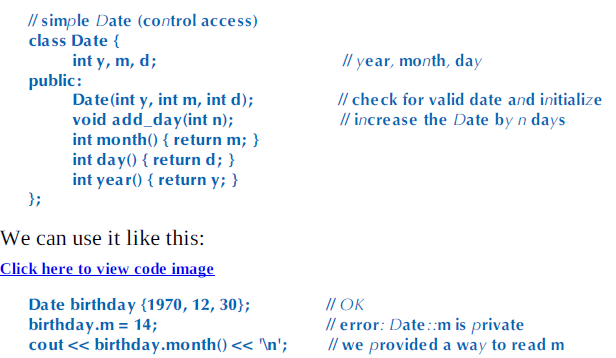 // simple Date (control access)
class Date {
int y, m, d; // year, month, day
public:
Date(int y, int m, int d); // check for valid date and initialize
void add_day(int n); // increase the Date by n days
int month() { return m; }
int day() { return d; }
int year() { return y; }
};
We can use it like this:
Click here to view code image
Date birthday {1970, 12, 30}; // OK
birthday.m = 14; // error: Date::m is private
cout << birthday.month() << '\n'; // we provided a way to read m